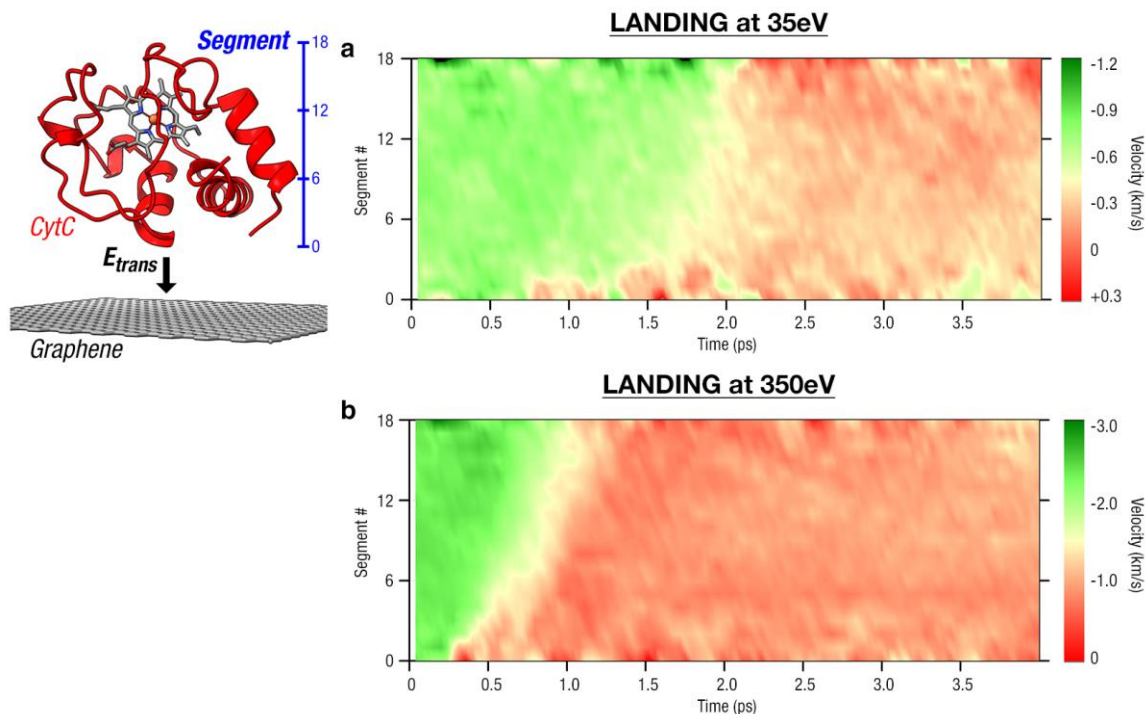 Segment
18
12
6
0
CytC
Etrans
Graphene
LANDING at 35eV
a
18
12
6
0
Segment #
0
0.5
1.0
1.5
2.0
2.5
3.0
3.5
Time (ps)
-1.2
-0.9
-0.6
-0.3
0
+0.3
Velocity (km/s)
LANDING at 350eV
b
18
12
6
0
Segment #
0
0.5
1.0
1.5
2.0
2.5
3.0
3.5
Time (ps)
-3.0
-2.0
-1.0
0
Velocity (km/s)